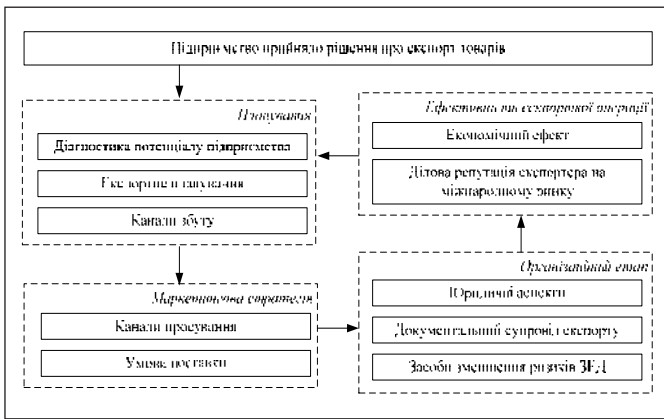 Підприємство прийняло рішення про експорт товарів
Планування
Діагностика потенціалу підприємства
Експортне планування
Канали збуту
Маркетингова стратегія
Канали просування
Умова поставки
Ефективність експортної операції
Економічний ефект
Ділова репутація експортера на
міжнародному ринку
Організаційний етап
Юридичні аспекти
Документальний супровід експорту
Засоби зменшення ризиків ЗЕД